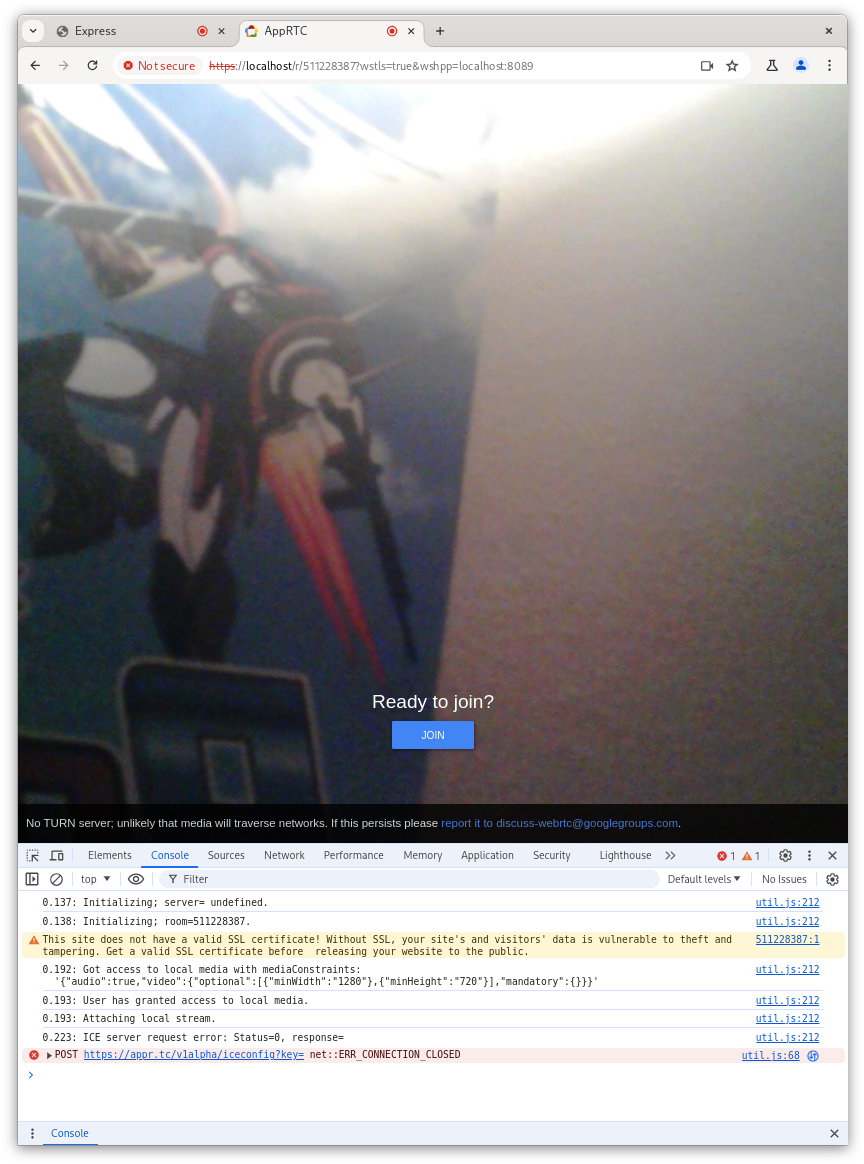 Express
AppRTC
Not secure
https://localhost/r/511228387?wstls=true&wshpp=localhost:8089
Ready to join?
JOIN
No TURN server; unlikely that media will traverse networks. If this persists please report it to discuss-webrtc@googlegroups.com.
Elements Console Sources Network Performance Memory Application Security Lighthouse 1 1
top Filter Default levels No Issues
0.137: Initializing; server= undefined. util.js:212
0.138: Initializing; room=511228387. util.js:212
This site does not have a valid SSL certificate! Without SSL, your site's and visitors' data is vulnerable to theft and 511228387:1
tampering. Get a valid SSL certificate before  releasing your website to the public.
0.192: Got access to local media with mediaConstraints: util.js:212
'{"audio":true,"video":{"optional":[{"minWidth":"1280"},{"minHeight":"720"}],"mandatory":{}}}'
0.193: User has granted access to local media. util.js:212
0.193: Attaching local stream. util.js:212
0.223: ICE server request error: Status=0, response= util.js:212
POST https://appr.tc/v1alpha/iceconfig?key= net::ERR_CONNECTION_CLOSED util.js:68
Console